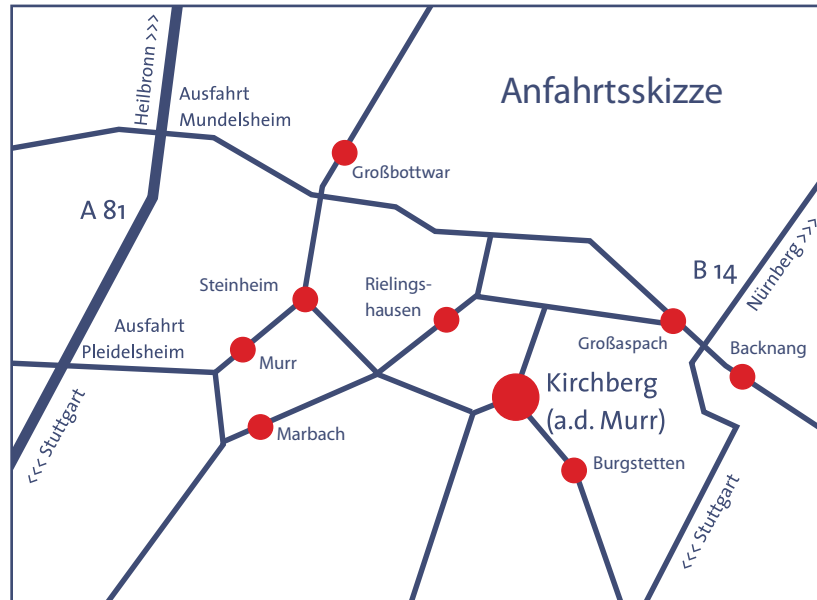 Anfahrtsskizze
Heilbronn >>>
Ausfahrt
Mundelsheim
Großbottwar
A 81
B 14
Nürnberg >>>
Steinheim
Rielings-
hausen
Ausfahrt
Pleidelsheim
Murr
Großaspach
Backnang
Kirchberg
(a.d. Murr)
Marbach
Burgstetten
<<< Stuttgart
<<< Stuttgart